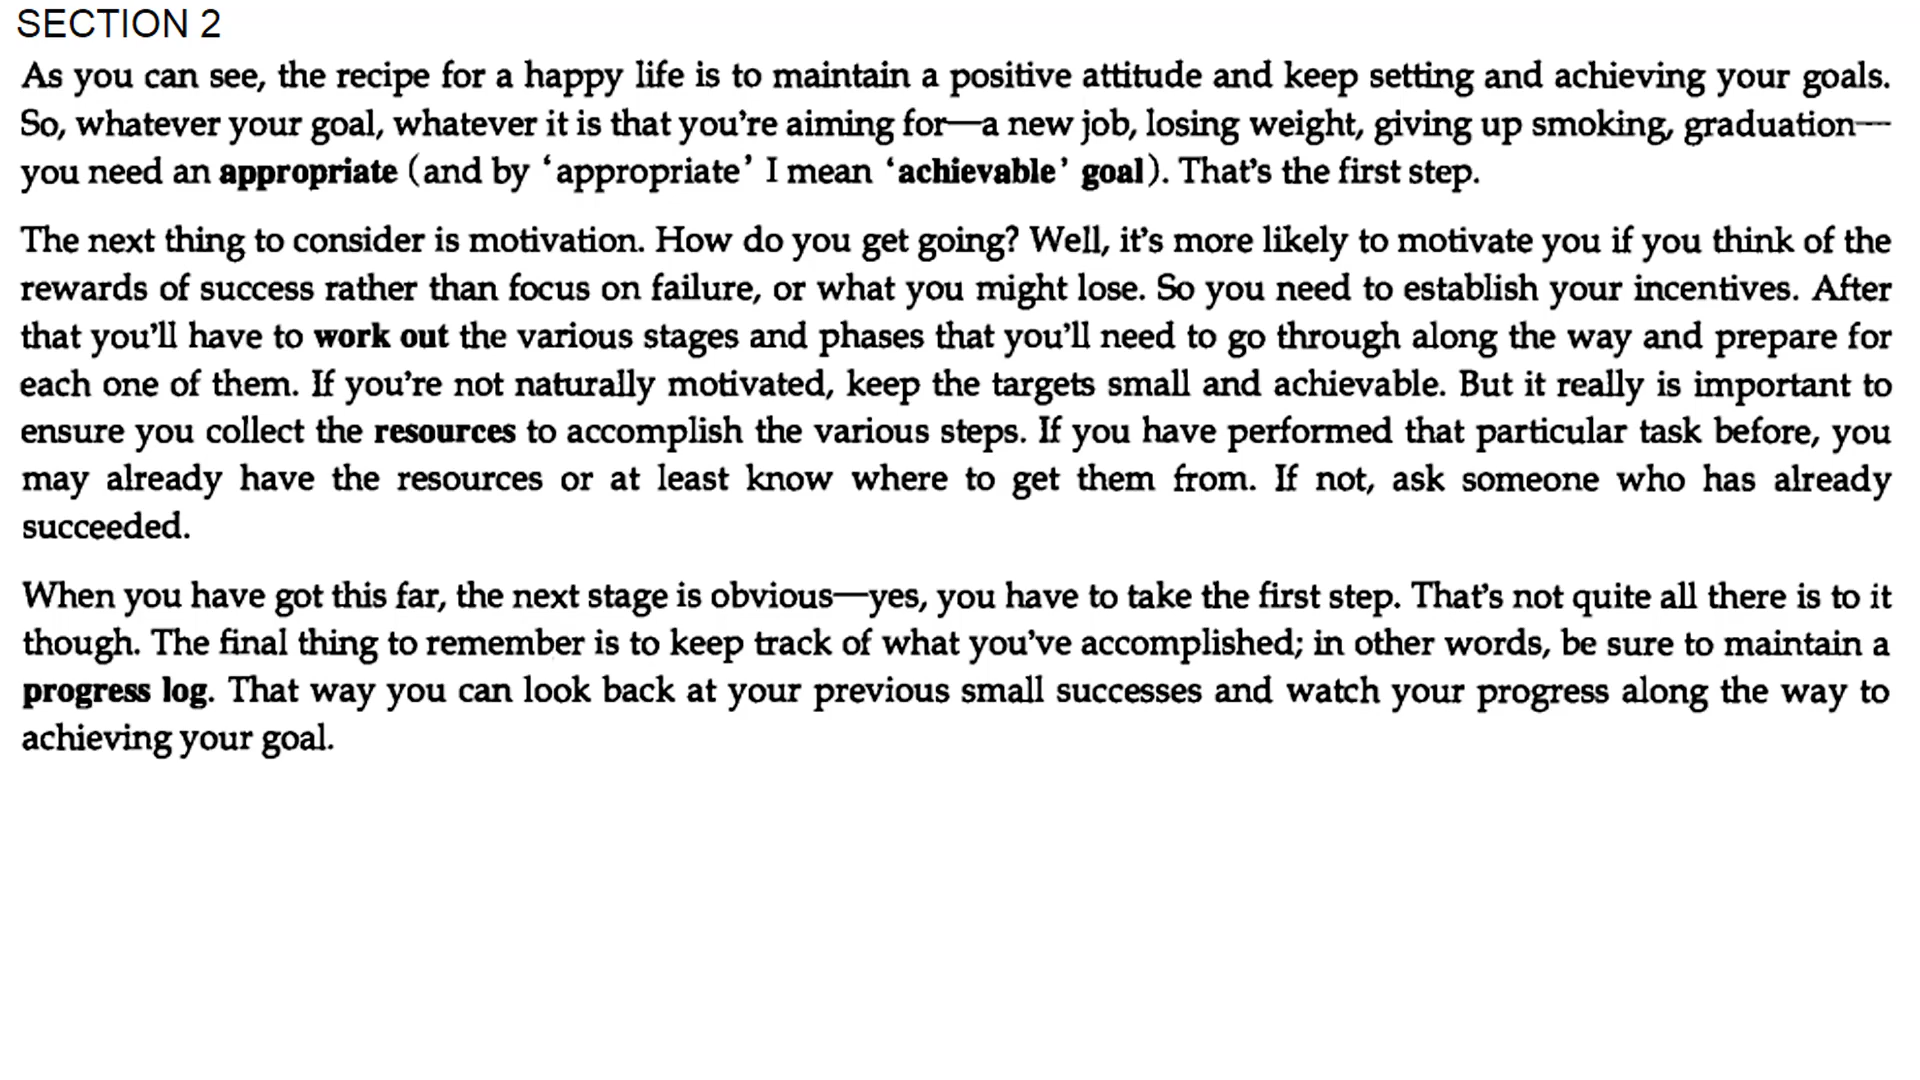 SECTION 2
As you can see, the recipe for a happy life is to maintain a positive attitude and keep setting and achieving your goals.
So, whatever your goal, whatever it is that you're aiming for—a new job, losing weight, giving up smoking, graduation—
you need an appropriate (and by ‘appropriate’ I mean ‘achievable’ goal). That's the first step.
The next thing to consider is motivation. How do you get going? Well, it's more likely to motivate you if you think of the
rewards of success rather than focus on failure, or what you might lose. So you need to establish your incentives. After
that you'll have to work out the various stages and phases that you'll need to go through along the way and prepare for
each one of them. If you're not naturally motivated, keep the targets small and achievable. But it really is important to
ensure you collect the resources to accomplish the various steps. If you have performed that particular task before, you
may already have the resources or at least know where to get them from. If not, ask someone who has already
succeeded.
When you have got this far, the next stage is obvious—yes, you have to take the first step. That's not quite all there is to it
though. The final thing to remember is to keep track of what you've accomplished; in other words, be sure to maintain a
progress log. That way you can look back at your previous small successes and watch your progress along the way to
achieving your goal.